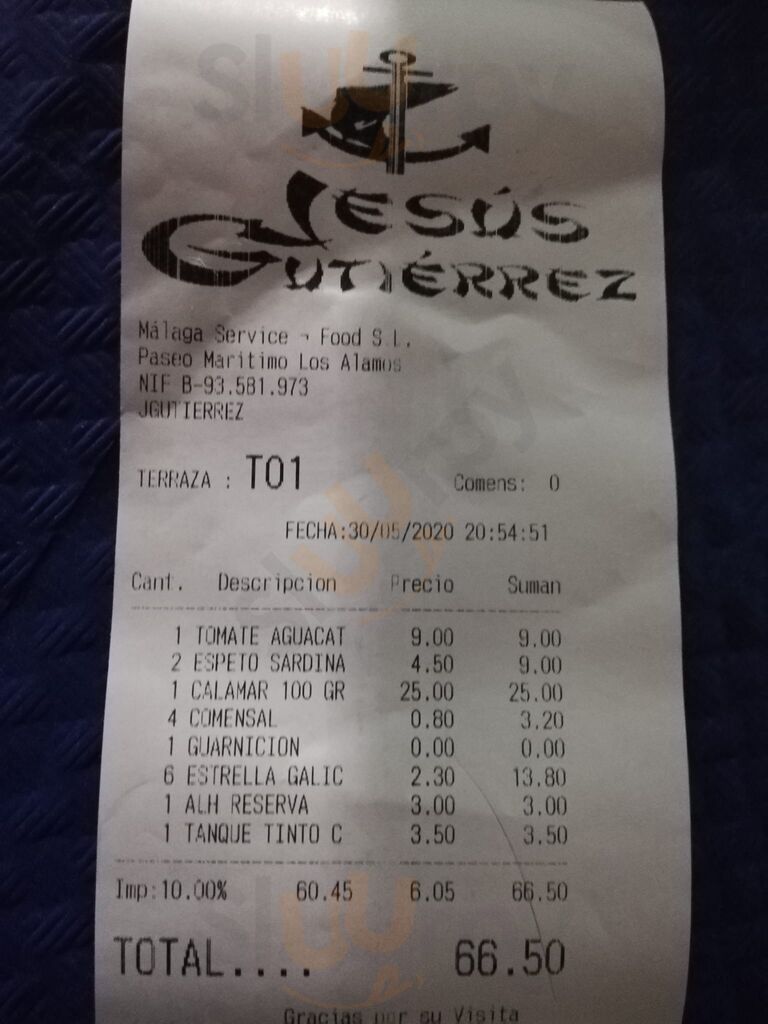 JESÚS
GUTIÉRREZ
Málaga Service - Food S.L.
Paseo Maritimo Los Alamos
NIF B-93.581.973
JGUTIERREZ
TERRAZA : T01 Comens: 0
FECHA:30/05/2020 20:54:51
Cant. Descripcion Precio Suman
1 TOMATE AGUACAT 9.00 9.00
2 ESPETO SARDINA 4.50 9.00
1 CALAMAR 100 GR 25.00 25.00
4 COMENSAL 0.80 3.20
1 GUARNICION 0.00 0.00
6 ESTRELLA GALIC 2.30 13.80
1 ALH RESERVA 3.00 3.00
1 TANQUE TINTO C 3.50 3.50
Imp:10.00% 60.45 6.05 66.50
TOTAL.... 66.50
Gracias por su Visita